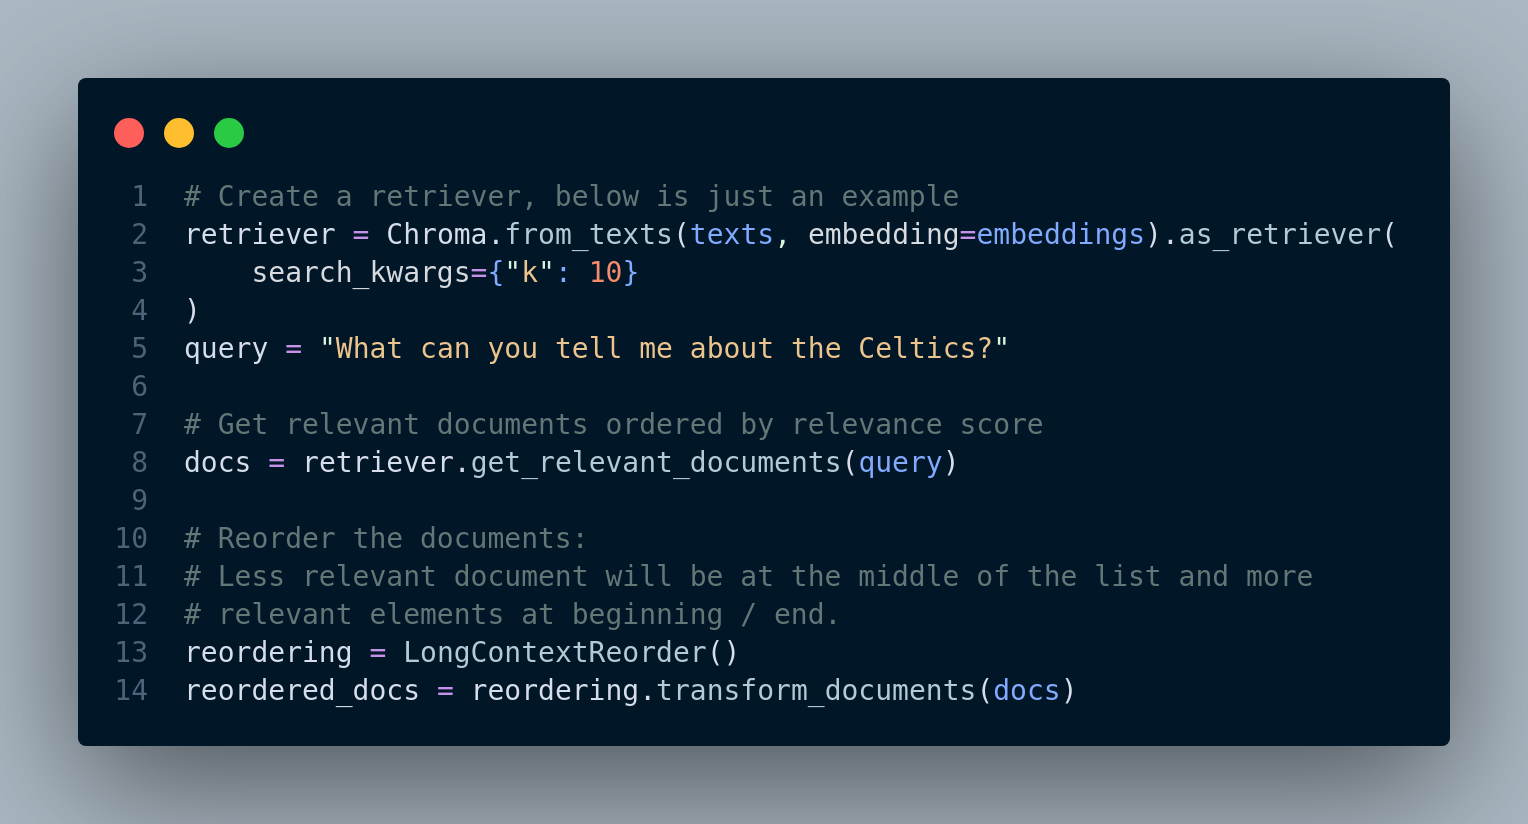 1 # Create a retriever, below is just an example
2 retriever = Chroma.from_texts(texts, embedding=embeddings).as_retriever(
3     search_kwargs={"k": 10}
4 )
5 query = "What can you tell me about the Celtics?"
6
7 # Get relevant documents ordered by relevance score
8 docs = retriever.get_relevant_documents(query)
9
10 # Reorder the documents:
11 # Less relevant document will be at the middle of the list and more
12 # relevant elements at beginning / end.
13 reordering = LongContextReorder()
14 reordered_docs = reordering.transform_documents(docs)